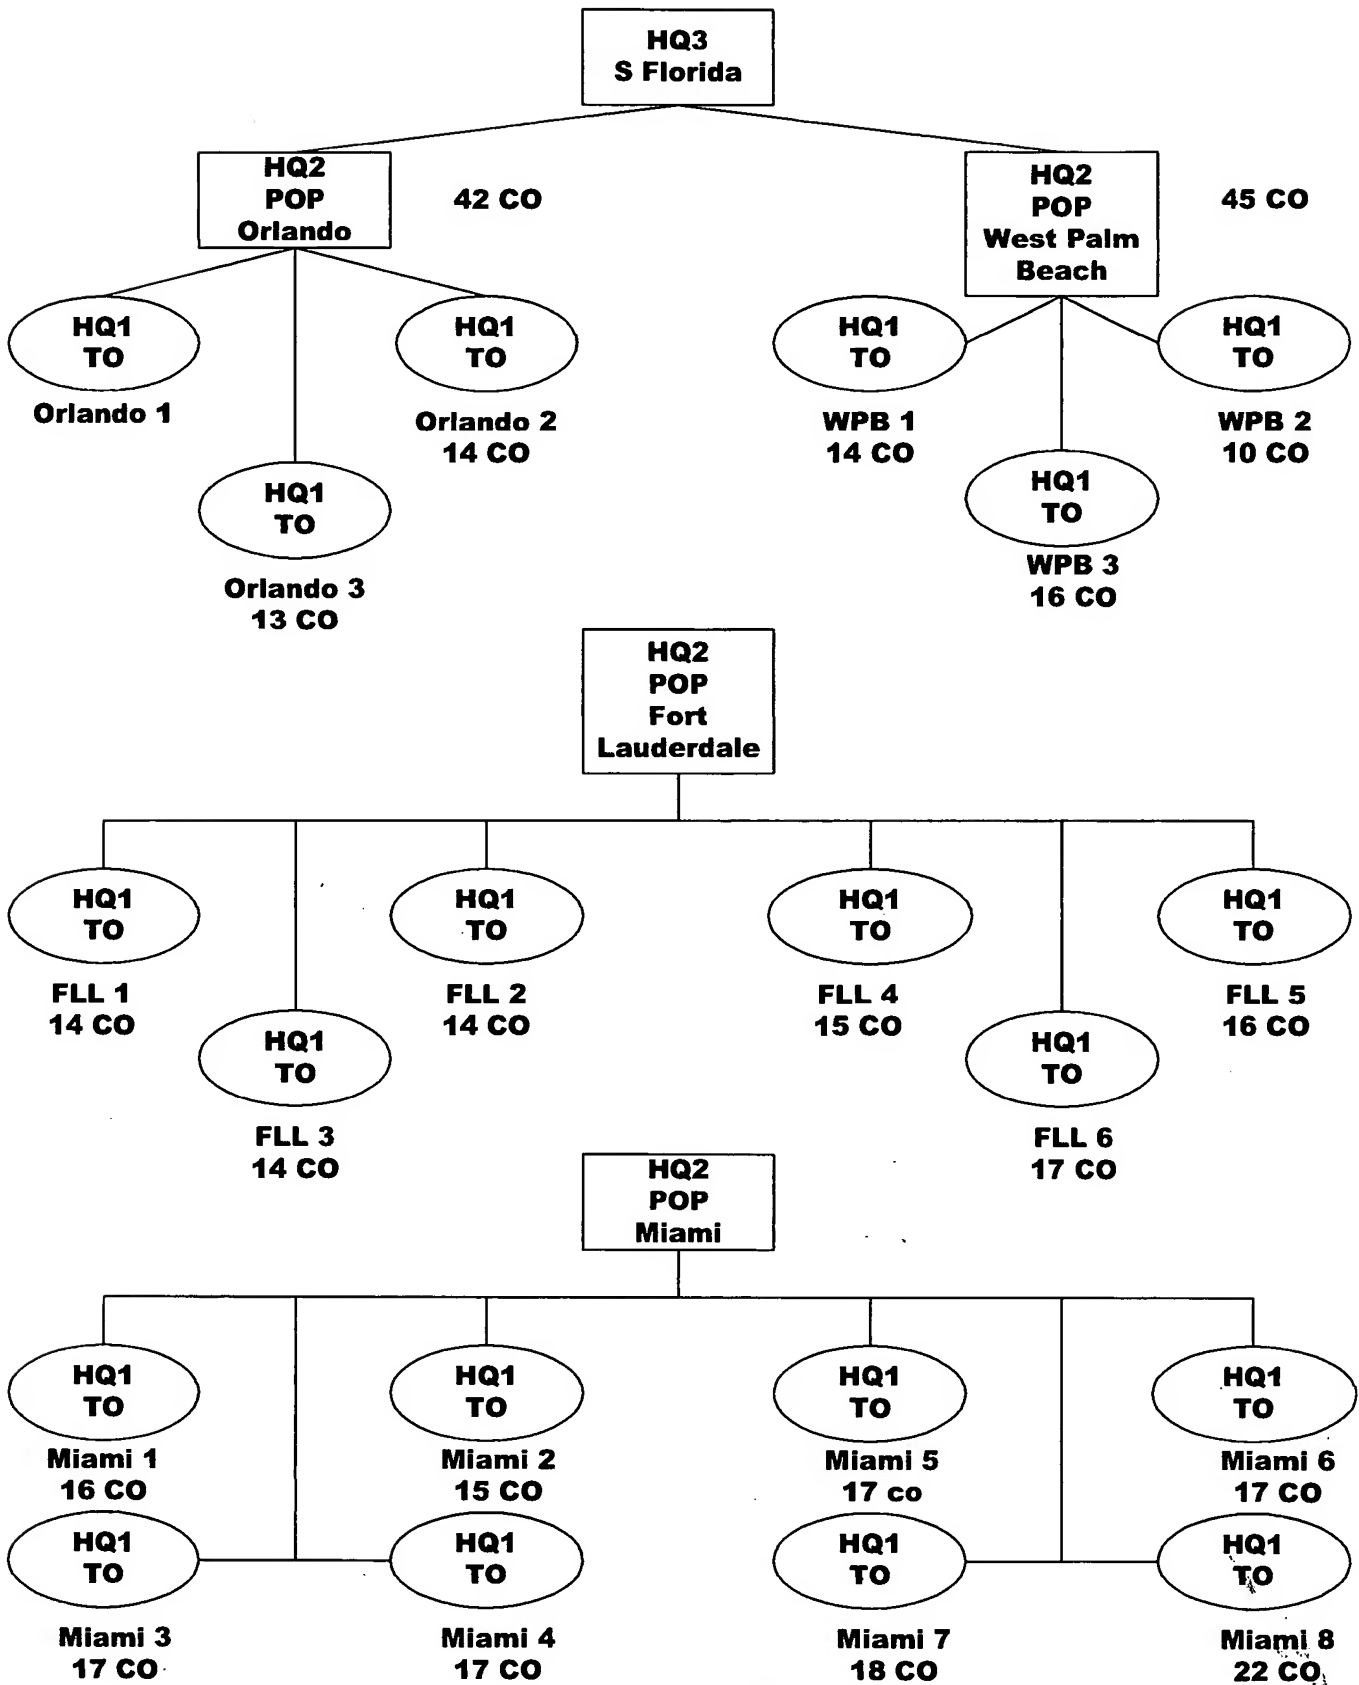 HQ3
S Florida
HQ2
POP
Orlando
42 CO
HQ2
POP
West Palm
Beach
45 CO
HQ1
TO
Orlando 1
HQ1
TO
Orlando 2
14 CO
HQ1
TO
Orlando 3
13 CO
HQ1
TO
WPB 1
14 CO
HQ1
TO
WPB 2
10 CO
HQ1
TO
WPB 3
16 CO
HQ2
POP
Fort
Lauderdale
HQ1
TO
FLL 1
14 CO
HQ1
TO
FLL 2
14 CO
HQ1
TO
FLL 3
14 CO
HQ1
TO
FLL 4
15 CO
HQ1
TO
FLL 5
16 CO
HQ1
TO
FLL 6
17 CO
HQ2
POP
Miami
HQ1
TO
Miami 1
16 CO
HQ1
TO
Miami 2
15 CO
HQ1
TO
Miami 5
17 co
HQ1
TO
Miami 6
17 CO
HQ1
TO
Miami 3
17 CO
HQ1
TO
Miami 4
17 CO
HQ1
TO
Miami 7
18 CO
HQ1
TO
Miami 8
22 CO